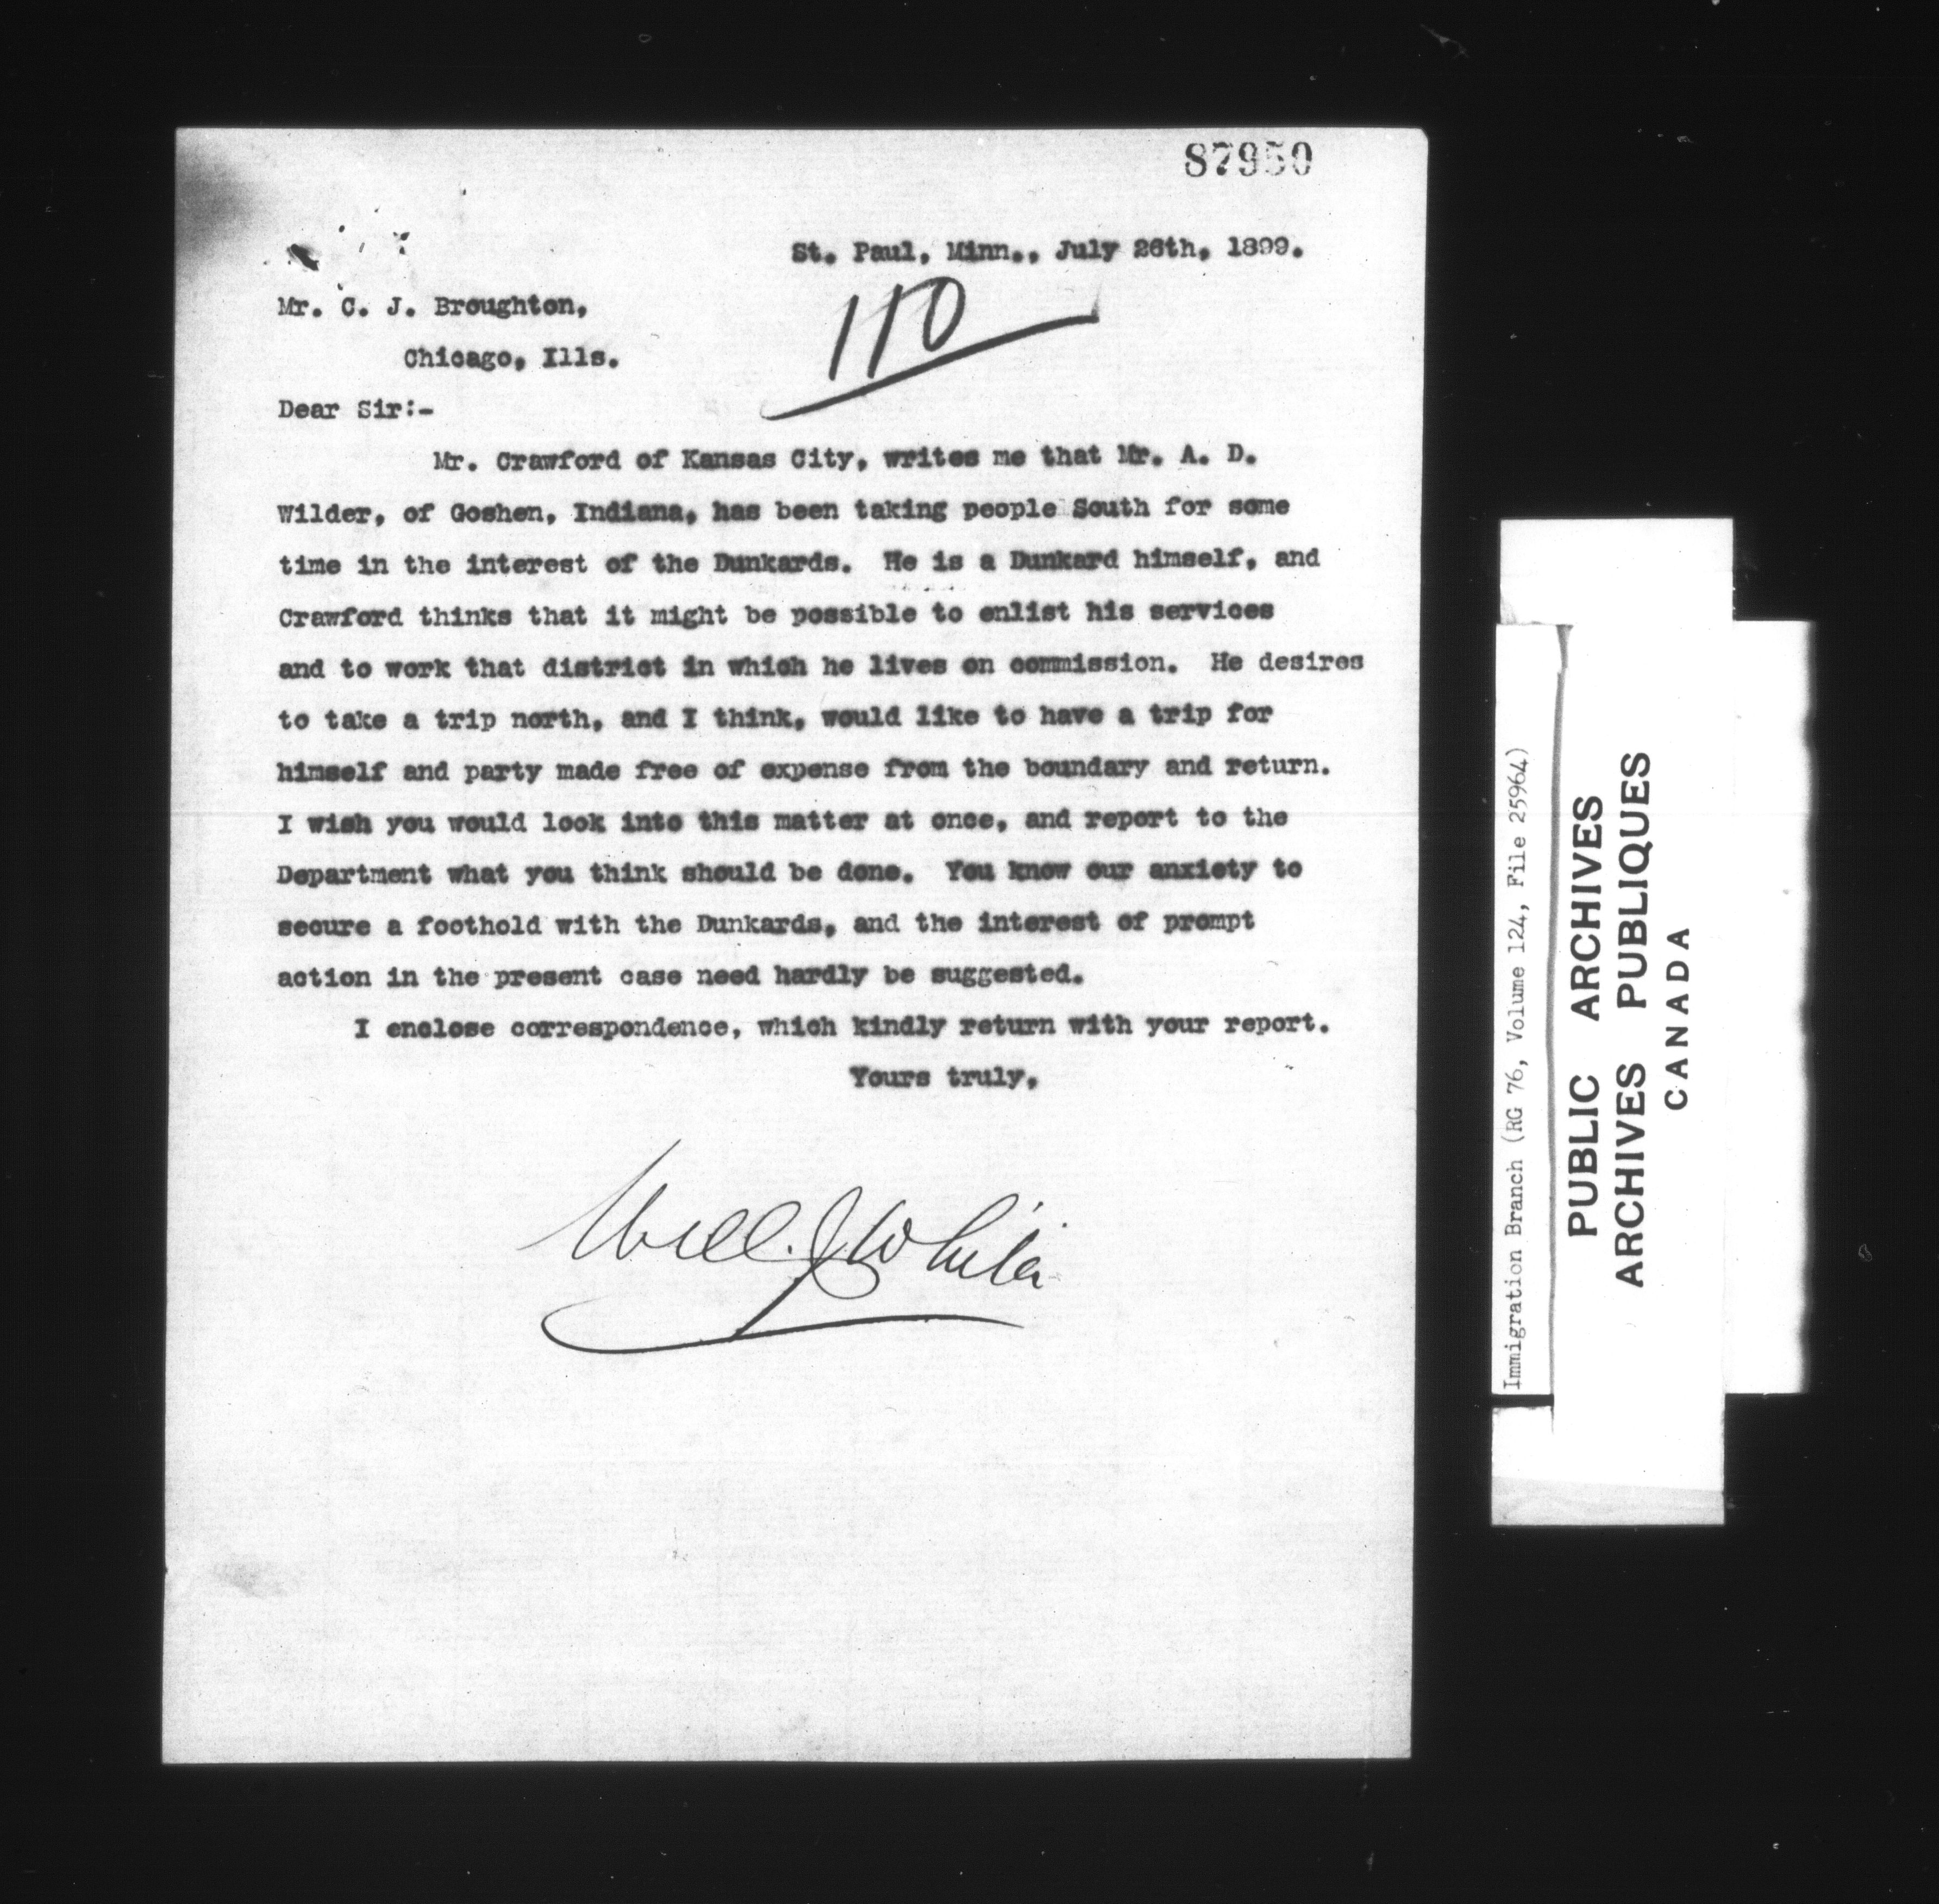 87950
St. Paul, Minn., July 26th, 1899.
110
Mr. C. J. Broughton,
Chicago, Ills.
Dear Sir:-
Mr. Crawford of Kansas City, writes me that Mr. A. D.
Wilder, of Goshen, Indiana, has been taking people South for some
time in the interest of the Dunkards. He is a Dunkard himself, and
Crawford thinks that it might be possible to enlist his services
and to work that district in which he lives on commission. He desires
to take a trip north, and I think, would like to have a trip for
himself and party made free of expense from the boundary and return.
I wish you would look into this matter at once, and report to the
Department what you think should be done. You know our anxiety to
secure a foothold with the Dunkards, and the interest of prompt
action in the present case need hardly be suggested.
I enclose correspondence, which kindly return with your report.
Yours truly,
Will. J White
Immigration Branch (RG 76, Volume 124, File 25964)
PUBLIC ARCHIVES
ARCHIVES PUBLIQUES
CANADA